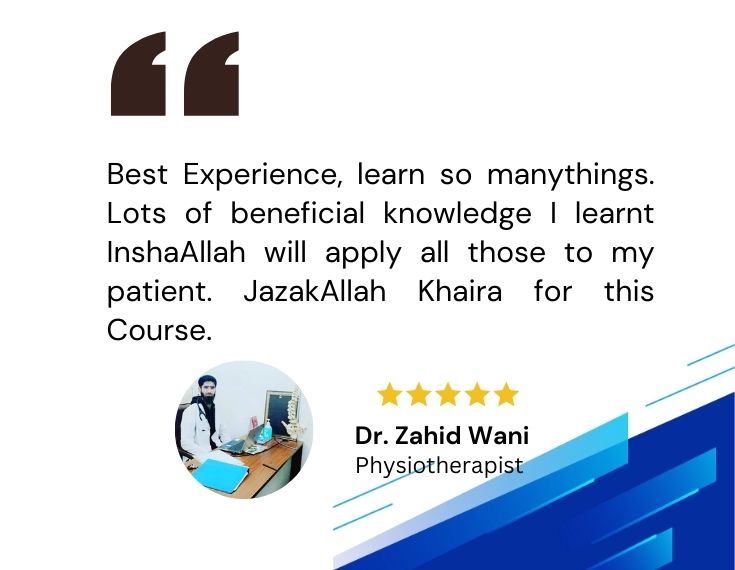 Best Experience, learn so manythings.
Lots of beneficial knowledge I learnt
InshaAllah will apply all those to my
patient. JazakAllah Khaira for this
Course.
Dr. Zahid Wani
Physiotherapist